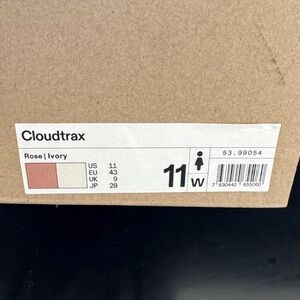 Cloudtrax
Rose | Ivory
US 11
EU 43
UK 9
JP 28
11
W
53.99054
7 630440 655060